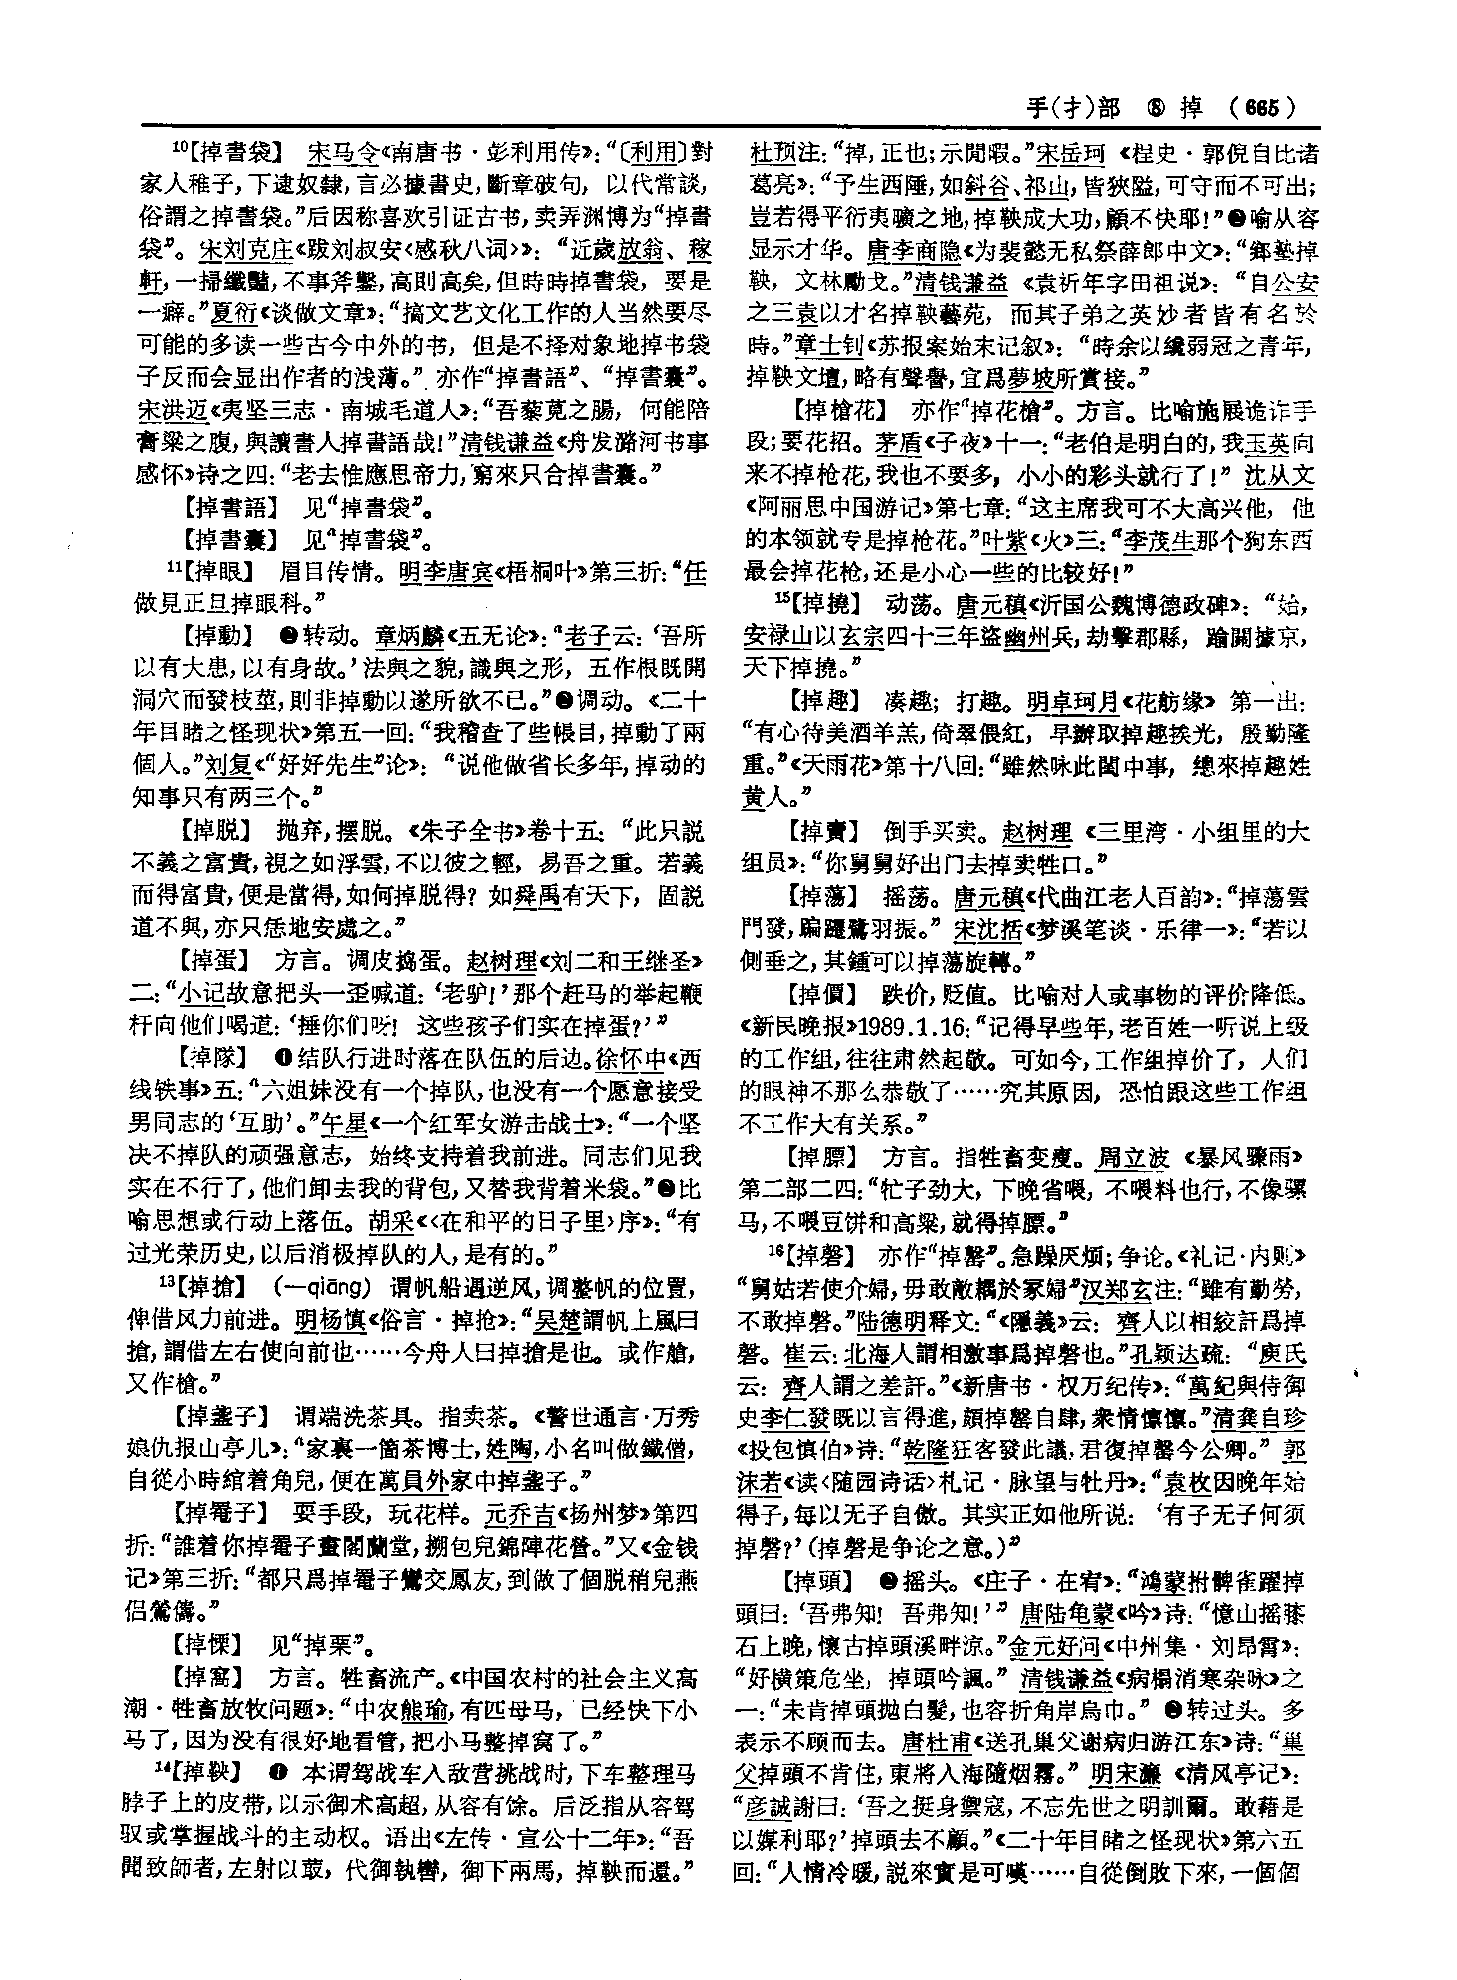 手(扌)部 ⑧ 掉 (665)
¹⁰【掉書袋】 宋马令《南唐书·彭利用传》：“〔利用〕對
家人稚子，下逮奴隸，言必據書史，斷章破句，以代常談，
俗謂之掉書袋。”后因称喜欢引证古书，卖弄渊博为“掉書
袋”。宋刘克庄《跋刘叔安〈感秋八词〉》：“近歲放翁、稼
軒，一掃纖豔，不事斧鑿，高則高矣，但時時掉書袋，要是
一癖。”夏衍《谈做文章》：“搞文艺文化工作的人当然要尽
可能的多读一些古今中外的书，但是不择对象地掉书袋
子反而会显出作者的浅薄。”亦作“掉書語”、“掉書囊”。
宋洪迈《夷坚三志·南城毛道人》：“吾藜莧之腸，何能陪
膏粱之腹，與讀書人掉書語哉！”清钱谦益《舟发潞河书事
感怀》诗之四：“老去惟應思帝力，窮來只合掉書囊。”
【掉書語】 见“掉書袋”。
【掉書囊】 见“掉書袋”。
¹¹【掉眼】 眉目传情。明李唐宾《梧桐叶》第三折：“任
做見正旦掉眼科。”
【掉動】 ❶转动。章炳麟《五无论》：“老子云：‘吾所
以有大患，以有身故。’法與之貌，識與之形，五作根既開
洞穴而發枝莖，則非掉動以遂所欲不已。”❷调动。《二十
年目睹之怪现状》第五一回：“我稽查了些帳目，掉動了兩
個人。”刘复《“好好先生”论》：“说他做省长多年，掉动的
知事只有两三个。”
【掉脱】 抛弃，摆脱。《朱子全书》卷十五：“此只説
不義之富貴，視之如浮雲，不以彼之輕，易吾之重。若義
而得富貴，便是當得，如何掉脱得？如舜禹有天下，固説
道不與，亦只恁地安處之。”
【掉蛋】 方言。调皮捣蛋。赵树理《刘二和王继圣》
二：“小记故意把头一歪喊道：‘老驴！’那个赶马的举起鞭
杆向他们喝道：‘捶你们呀！这些孩子们实在掉蛋？’”
【掉隊】 ❶结队行进时落在队伍的后边。徐怀中《西
线轶事》五：“六姐妹没有一个掉队，也没有一个愿意接受
男同志的‘互助’。”午星《一个红军女游击战士》：“一个坚
决不掉队的顽强意志，始终支持着我前进。同志们见我
实在不行了，他们卸去我的背包，又替我背着米袋。”❷比
喻思想或行动上落伍。胡采《〈在和平的日子里〉序》：“有
过光荣历史，以后消极掉队的人，是有的。”
¹³【掉搶】 （—qiāng） 谓帆船遇逆风，调整帆的位置，
俾借风力前进。明杨慎《俗言·掉抢》：“吴楚謂帆上風曰
搶，謂借左右使向前也……今舟人曰掉搶是也。或作艙，
又作槍。”
【掉盞子】 谓端洗茶具。指卖茶。《警世通言·万秀
娘仇报山亭儿》：“家裏一箇茶博士，姓陶，小名叫做鐵僧，
自從小時綰着角兒，便在萬員外家中掉盞子。”
【掉罨子】 耍手段，玩花样。元乔吉《扬州梦》第四
折：“誰着你掉罨子畫閣蘭堂，搠包兒錦陣花營。”又《金钱
记》第三折：“都只爲掉罨子鸞交鳳友，到做了個脱稍兒燕
侣鶯儔。”
【掉慄】 见“掉栗”。
【掉窩】 方言。牲畜流产。《中国农村的社会主义高
潮·牲畜放牧问题》：“中农熊瑜，有匹母马，已经快下小
马了，因为没有很好地看管，把小马整掉窝了。”
¹⁴【掉鞅】 ❶ 本谓驾战车入敌营挑战时，下车整理马
脖子上的皮带，以示御术高超，从容有馀。后泛指从容驾
驭或掌握战斗的主动权。语出《左传·宣公十二年》：“吾
聞致師者，左射以菆，代御執轡，御下兩馬，掉鞅而還。”
杜预注：“掉，正也；示閒暇。”宋岳珂《桯史·郭倪自比诸
葛亮》：“予生西陲，如斜谷、祁山，皆狹隘，可守而不可出；
豈若得平衍夷曠之地，掉鞅成大功，顧不快耶！”❷喻从容
显示才华。唐李商隐《为裴懿无私祭薛郎中文》：“鄉塾掉
鞅，文林勵戈。”清钱谦益《袁祈年字田祖说》：“自公安
之三袁以才名掉鞅藝苑，而其子弟之英妙者皆有名於
時。”章士钊《苏报案始末记叙》：“時余以纔弱冠之青年，
掉鞅文壇，略有聲譽，宜爲夢坡所賞接。”
【掉槍花】 亦作“掉花槍”。方言。比喻施展诡诈手
段；耍花招。茅盾《子夜》十一：“老伯是明白的，我玉英向
来不掉枪花，我也不要多，小小的彩头就行了！”沈从文
《阿丽思中国游记》第七章：“这主席我可不大高兴他，他
的本领就专是掉枪花。”叶紫《火》三：“李茂生那个狗东西
最会掉花枪，还是小心一些的比较好！”
¹⁵【掉撓】 动荡。唐元稹《沂国公魏博德政碑》：“始，
安禄山以玄宗四十三年盜幽州兵，劫擊郡縣，踰關據京，
天下掉撓。”
【掉趣】 凑趣；打趣。明卓珂月《花舫缘》第一出：
“有心待美酒羊羔，倚翠偎紅，早辦取掉趣挨光，殷勤隆
重。”《天雨花》第十八回：“雖然咏此閨中事，總來掉趣姓
黄人。”
【掉賣】 倒手买卖。赵树理《三里湾·小组里的大
组员》：“你舅舅好出门去掉卖牲口。”
【掉蕩】 摇荡。唐元稹《代曲江老人百韵》：“掉蕩雲
門發，蹁躚鷺羽振。”宋沈括《梦溪笔谈·乐律一》：“若以
側垂之，其鍾可以掉蕩旋轉。”
【掉價】 跌价，贬值。比喻对人或事物的评价降低。
《新民晚报》1989.1.16：“记得早些年，老百姓一听说上级
的工作组，往往肃然起敬。可如今，工作组掉价了，人们
的眼神不那么恭敬了……究其原因，恐怕跟这些工作组
不工作大有关系。”
【掉膘】 方言。指牲畜变瘦。周立波《暴风骤雨》
第二部二四：“牤子劲大，下晚省喂，不喂料也行，不像骡
马，不喂豆饼和高粱，就得掉膘。”
¹⁶【掉磬】 亦作“掉罄”。急躁厌烦；争论。《礼记·内则》
“舅姑若使介婦，毋敢敵耦於冢婦”汉郑玄注：“雖有勤勞，
不敢掉磬。”陆德明释文：“《隱義》云：齊人以相絞訐爲掉
磬。崔云：北海人謂相激事爲掉磬也。”孔颖达疏：“庾氏
云：齊人謂之差訐。”《新唐书·权万纪传》：“萬紀與侍御
史李仁發既以言得進，頗掉罄自肆，衆情懔懔。”清龚自珍
《投包慎伯》诗：“乾隆狂客發此議，君復掉罄今公卿。”郭
沫若《读〈随园诗话〉札记·脉望与牡丹》：“袁枚因晚年始
得子，每以无子自傲。其实正如他所说：‘有子无子何须
掉磬？’（掉磬是争论之意。）”
【掉頭】 ❶摇头。《庄子·在宥》：“鴻蒙拊髀雀躍掉
頭曰：‘吾弗知！吾弗知！’”唐陆龟蒙《吟》诗：“憶山摇膝
石上晚，懷古掉頭溪畔涼。”金元好问《中州集·刘昂霄》：
“好横策危坐，掉頭吟諷。”清钱谦益《病榻消寒杂咏》之
一：“未肯掉頭抛白髮，也容折角岸烏巾。”❷转过头。多
表示不顾而去。唐杜甫《送孔巢父谢病归游江东》诗：“巢
父掉頭不肯住，東將入海隨烟霧。”明宋濂《清风亭记》：
“彦誠謝曰：‘吾之挺身禦寇，不忘先世之明訓爾。敢藉是
以媒利耶？’掉頭去不顧。”《二十年目睹之怪现状》第六五
回：“人情冷暖，説來實是可嘆……自從倒敗下來，一個個